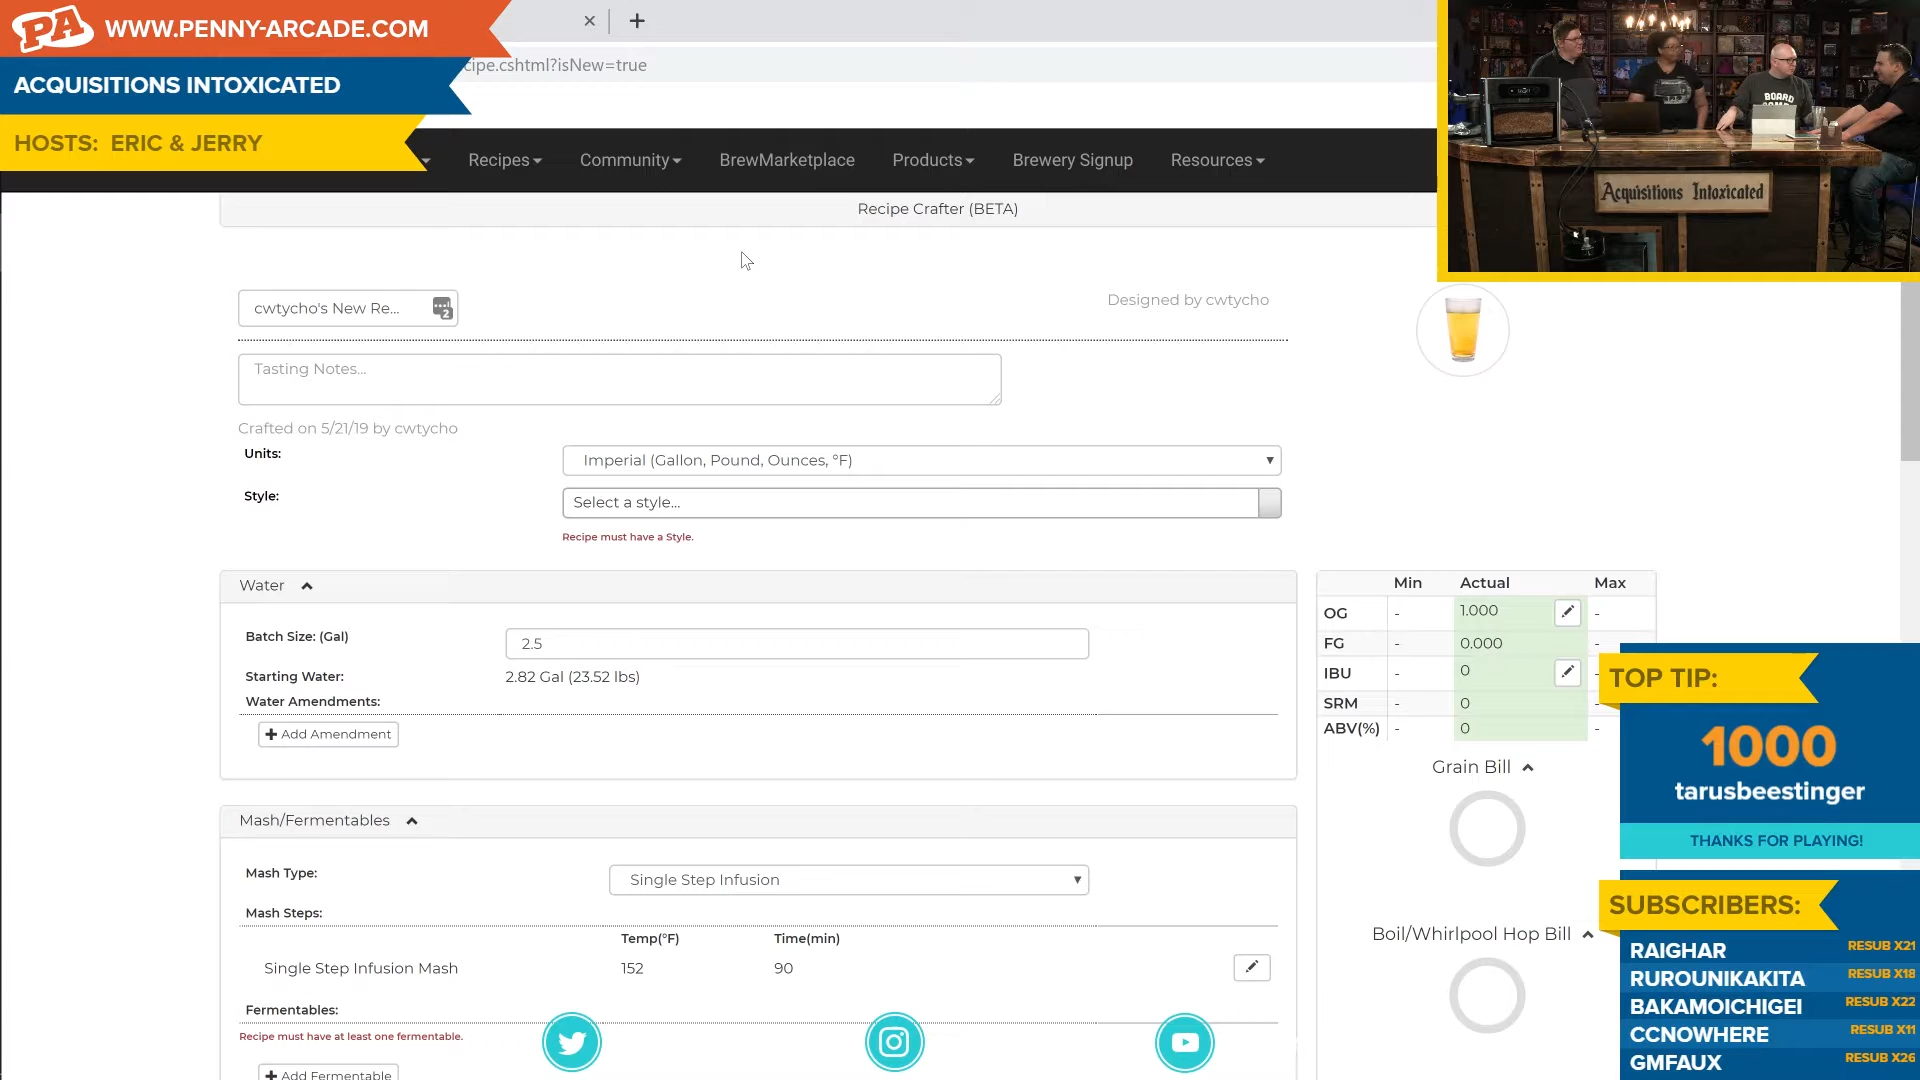 PA WWW.PENNY-ARCADE.COM
ACQUISITIONS INTOXICATED
HOSTS: ERIC & JERRY
cipe.cshtml?isNew=true
Recipes
Community
BrewMarketplace
Products
Brewery Signup
Resources
BOARD
Acquisitions Intoxicated
Recipe Crafter (BETA)
cwtycho's New Re...
2
Designed by cwtycho
Tasting Notes...
Crafted on 5/21/19 by cwtycho
Units:
Imperial (Gallon, Pound, Ounces, °F)
Style:
Select a style...
Recipe must have a Style.
Water
Batch Size: (Gal)
2.5
Starting Water:
2.82 Gal (23.52 lbs)
Water Amendments:
Add Amendment
Min Actual Max
OG - 1.000 -
FG - 0.000 -
IBU - 0 -
SRM - 0 -
ABV(%) - 0 -
Grain Bill
Boil/Whirlpool Hop Bill
Mash/Fermentables
Mash Type:
Single Step Infusion
Mash Steps:
Temp(°F) Time(min)
Single Step Infusion Mash 152 90
Fermentables:
Recipe must have at least one fermentable.
Add Fermentable
TOP TIP:
1000
tarusbeestinger
THANKS FOR PLAYING!
SUBSCRIBERS:
RAIGHAR RESUB X21
RUROUNIKAKITA RESUB X18
BAKAMOICHIGEI RESUB X22
CCNOWHERE RESUB X11
GMFAUX RESUB X26